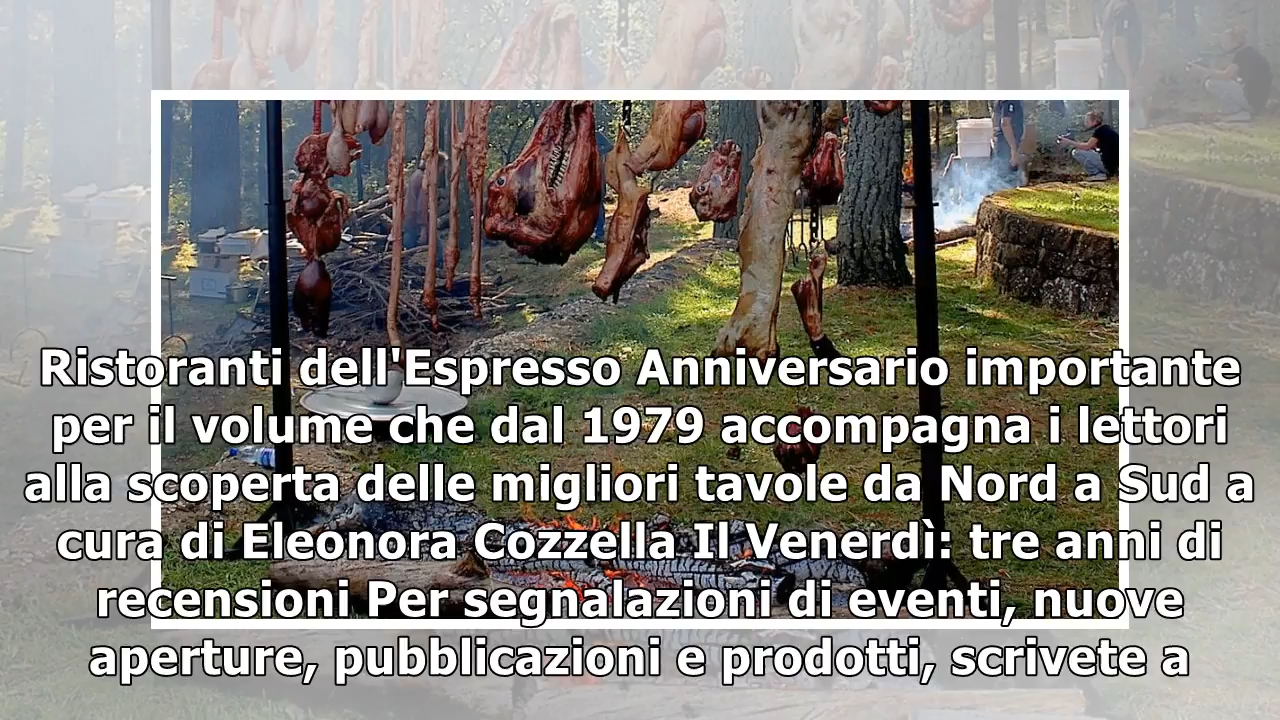 Ristoranti dell'Espresso Anniversario importante
per il volume che dal 1979 accompagna i lettori
alla scoperta delle migliori tavole da Nord a Sud a
cura di Eleonora Cozzella Il Venerdì: tre anni di
recensioni Per segnalazioni di eventi, nuove
aperture, pubblicazioni e prodotti, scrivete a